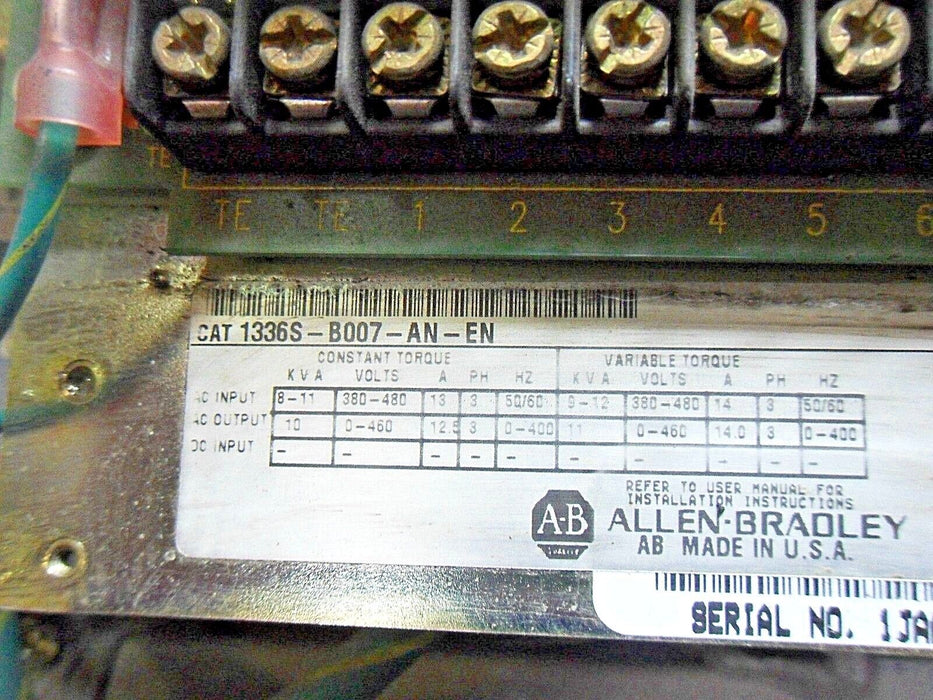 TE TE 1 2 3 4 5 6
CAT 1336S-B007-AN-EN
CONSTANT TORQUE VARIABLE TORQUE
KVA VOLTS A PH HZ KVA VOLTS A PH HZ
AC INPUT 8-11 380-480 13 3 50/60 9-12 380-480 14 3 50/60
AC OUTPUT 10 0-460 12.5 3 0-400 11 0-460 14.0 3 0-400
DC INPUT - - - - - - - - - -
REFER TO USER MANUAL FOR
INSTALLATION INSTRUCTIONS
A-B ALLEN-BRADLEY
QUALITY
AB MADE IN U.S.A.
SERIAL NO. 1JA